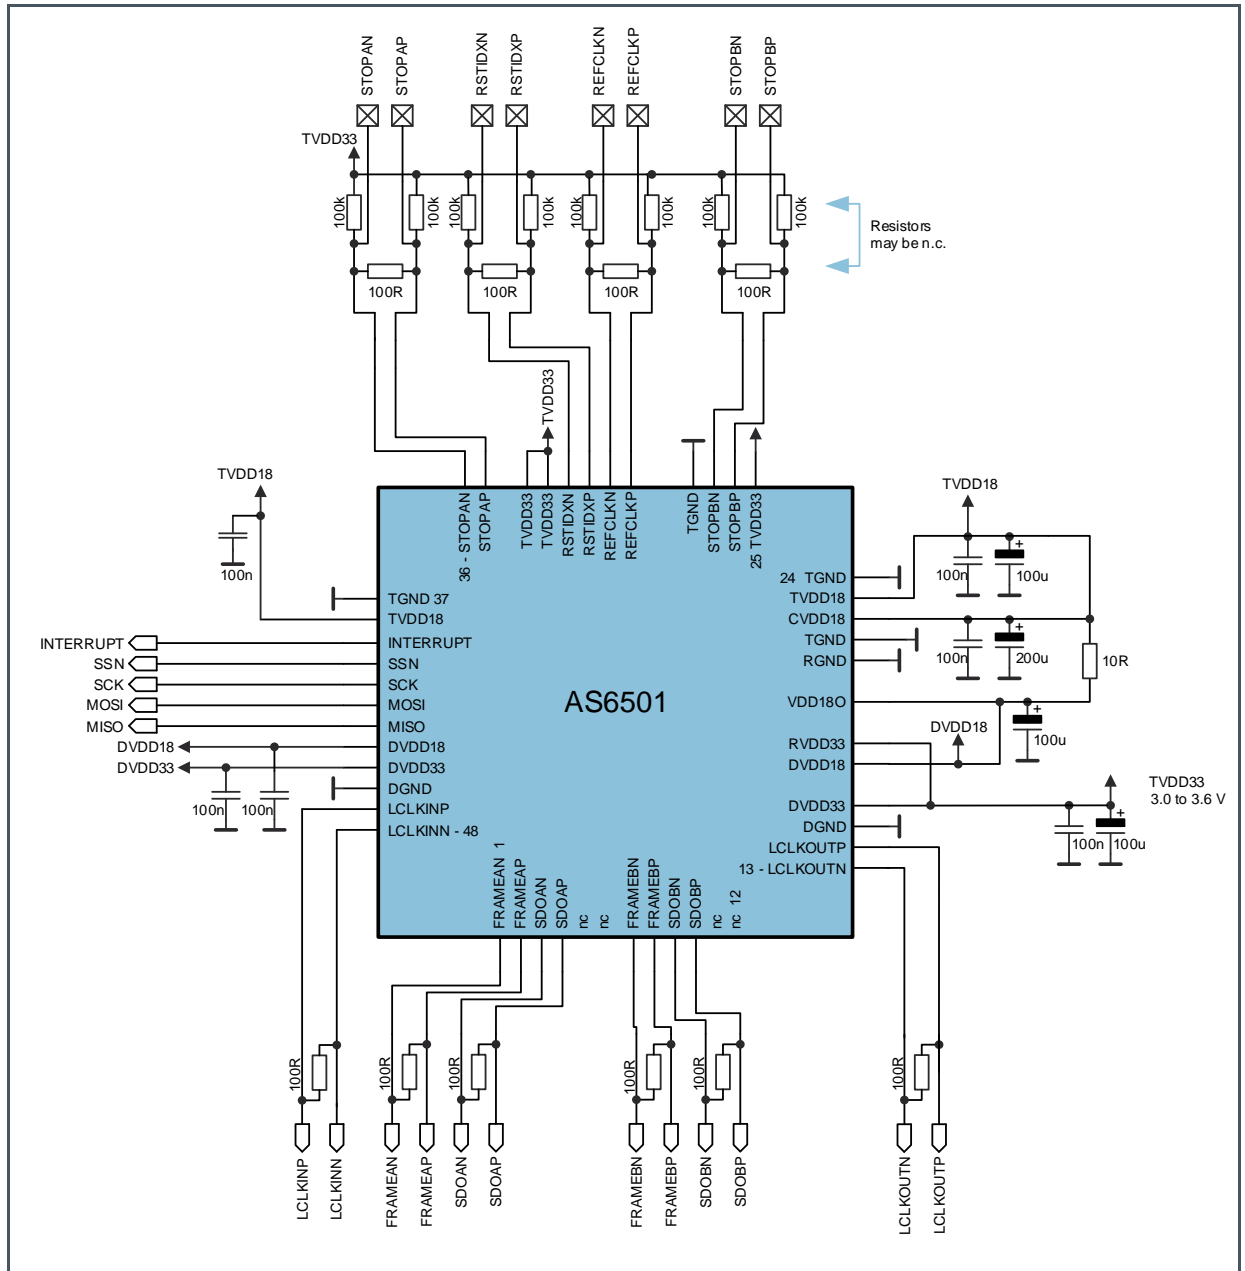 STOPAN
STOPAP
RSTIDXN
RSTIDXP
REFCLKN
REFCLKP
STOPBN
STOPBP
TVDD33
100k
100k
100k
100k
100k
100k
100k
100k
Resistors
may be n.c.
100R
100R
100R
100R
TVDD33
TVDD18
100n
36 - STOPAN
STOPAP
TVDD33
TVDD33
RSTIDXN
RSTIDXP
REFCLKN
REFCLKP
TGND
STOPBN
STOPBP
25 TVDD33
TVDD18
100n
+
100u
TGND 37
TVDD18
INTERRUPT
SSN
SCK
MOSI
MISO
DVDD18
DVDD33
DGND
LCLKINP
LCLKINN - 48
INTERRUPT
SSN
SCK
MOSI
MISO
DVDD18
DVDD33
100n
100n
AS6501
24 TGND
TVDD18
CVDD18
TGND
RGND
VDD18O
RVDD33
DVDD18
DVDD33
DGND
LCLKOUTP
13 - LCLKOUTN
100n
+
200u
10R
+
100u
DVDD18
TVDD33
3.0 to 3.6 V
100n
+
100u
FRAMEAN 1
FRAMEAP
SDOAN
SDOAP
nc
nc
FRAMEBN
FRAMEBP
SDOBN
SDOBP
nc
nc 12
100R
100R
100R
100R
100R
100R
LCLKINP
LCLKINN
FRAMEAN
FRAMEAP
SDOAN
SDOAP
FRAMEBN
FRAMEBP
SDOBN
SDOBP
LCLKOUTN
LCLKOUTP